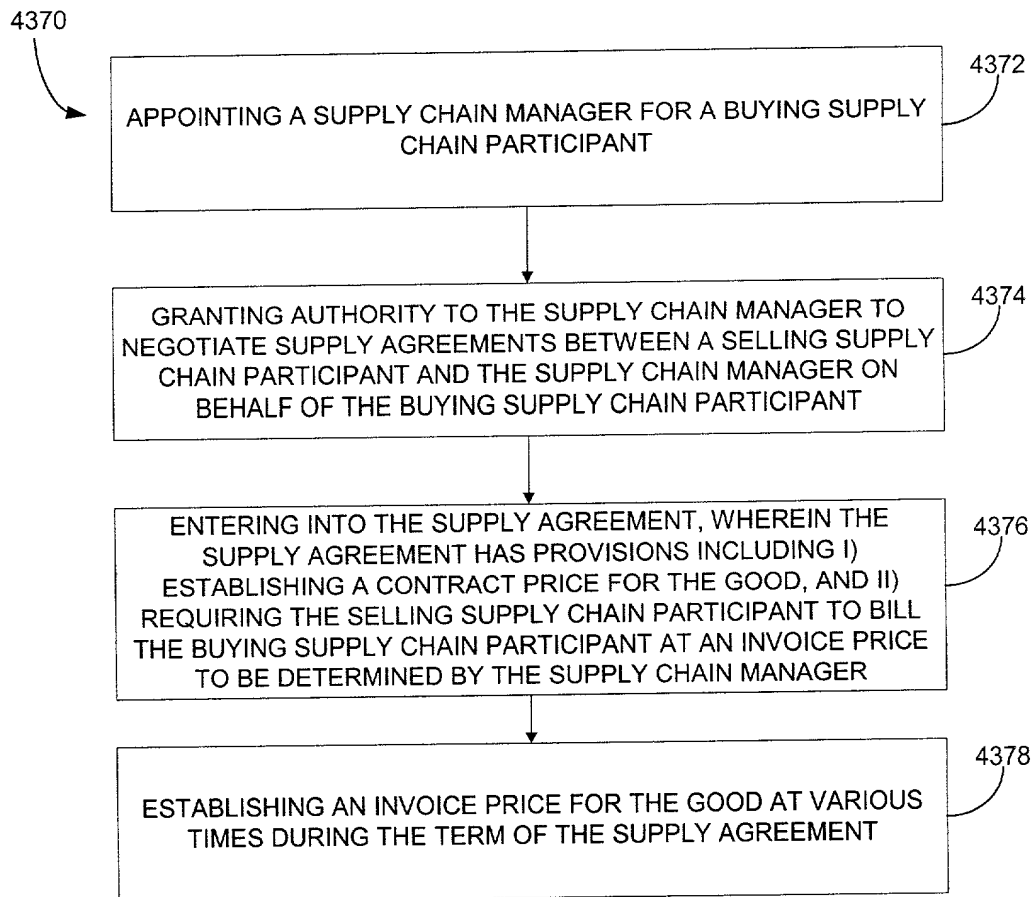 4370
4372
APPOINTING A SUPPLY CHAIN MANAGER FOR A BUYING SUPPLY
CHAIN PARTICIPANT
4374
GRANTING AUTHORITY TO THE SUPPLY CHAIN MANAGER TO
NEGOTIATE SUPPLY AGREEMENTS BETWEEN A SELLING SUPPLY
CHAIN PARTICIPANT AND THE SUPPLY CHAIN MANAGER ON
BEHALF OF THE BUYING SUPPLY CHAIN PARTICIPANT
4376
ENTERING INTO THE SUPPLY AGREEMENT, WHEREIN THE
SUPPLY AGREEMENT HAS PROVISIONS INCLUDING I)
ESTABLISHING A CONTRACT PRICE FOR THE GOOD, AND II)
REQUIRING THE SELLING SUPPLY CHAIN PARTICIPANT TO BILL
THE BUYING SUPPLY CHAIN PARTICIPANT AT AN INVOICE PRICE
TO BE DETERMINED BY THE SUPPLY CHAIN MANAGER
4378
ESTABLISHING AN INVOICE PRICE FOR THE GOOD AT VARIOUS
TIMES DURING THE TERM OF THE SUPPLY AGREEMENT